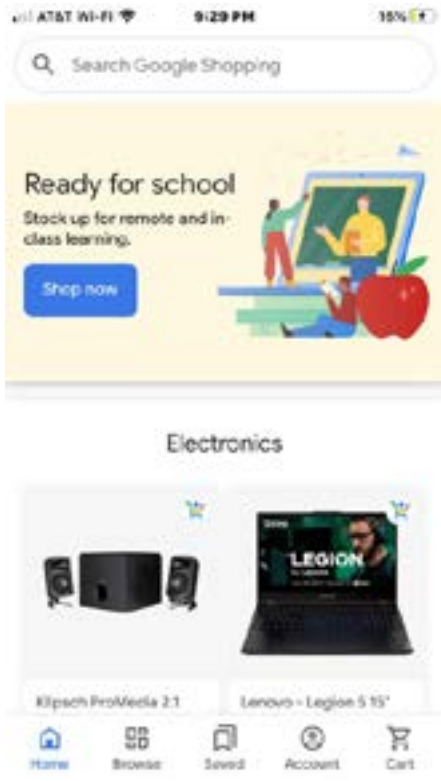 AT&T Wi-Fi 9:29 PM
Search Google Shopping
Ready for school
Stock up for remote and in-
class learning.
Shop now
Electronics
LEGION
Klipsch ProMedia 2.1
Lenovo - Legion 5 15"
Home Browse Saved Account Cart